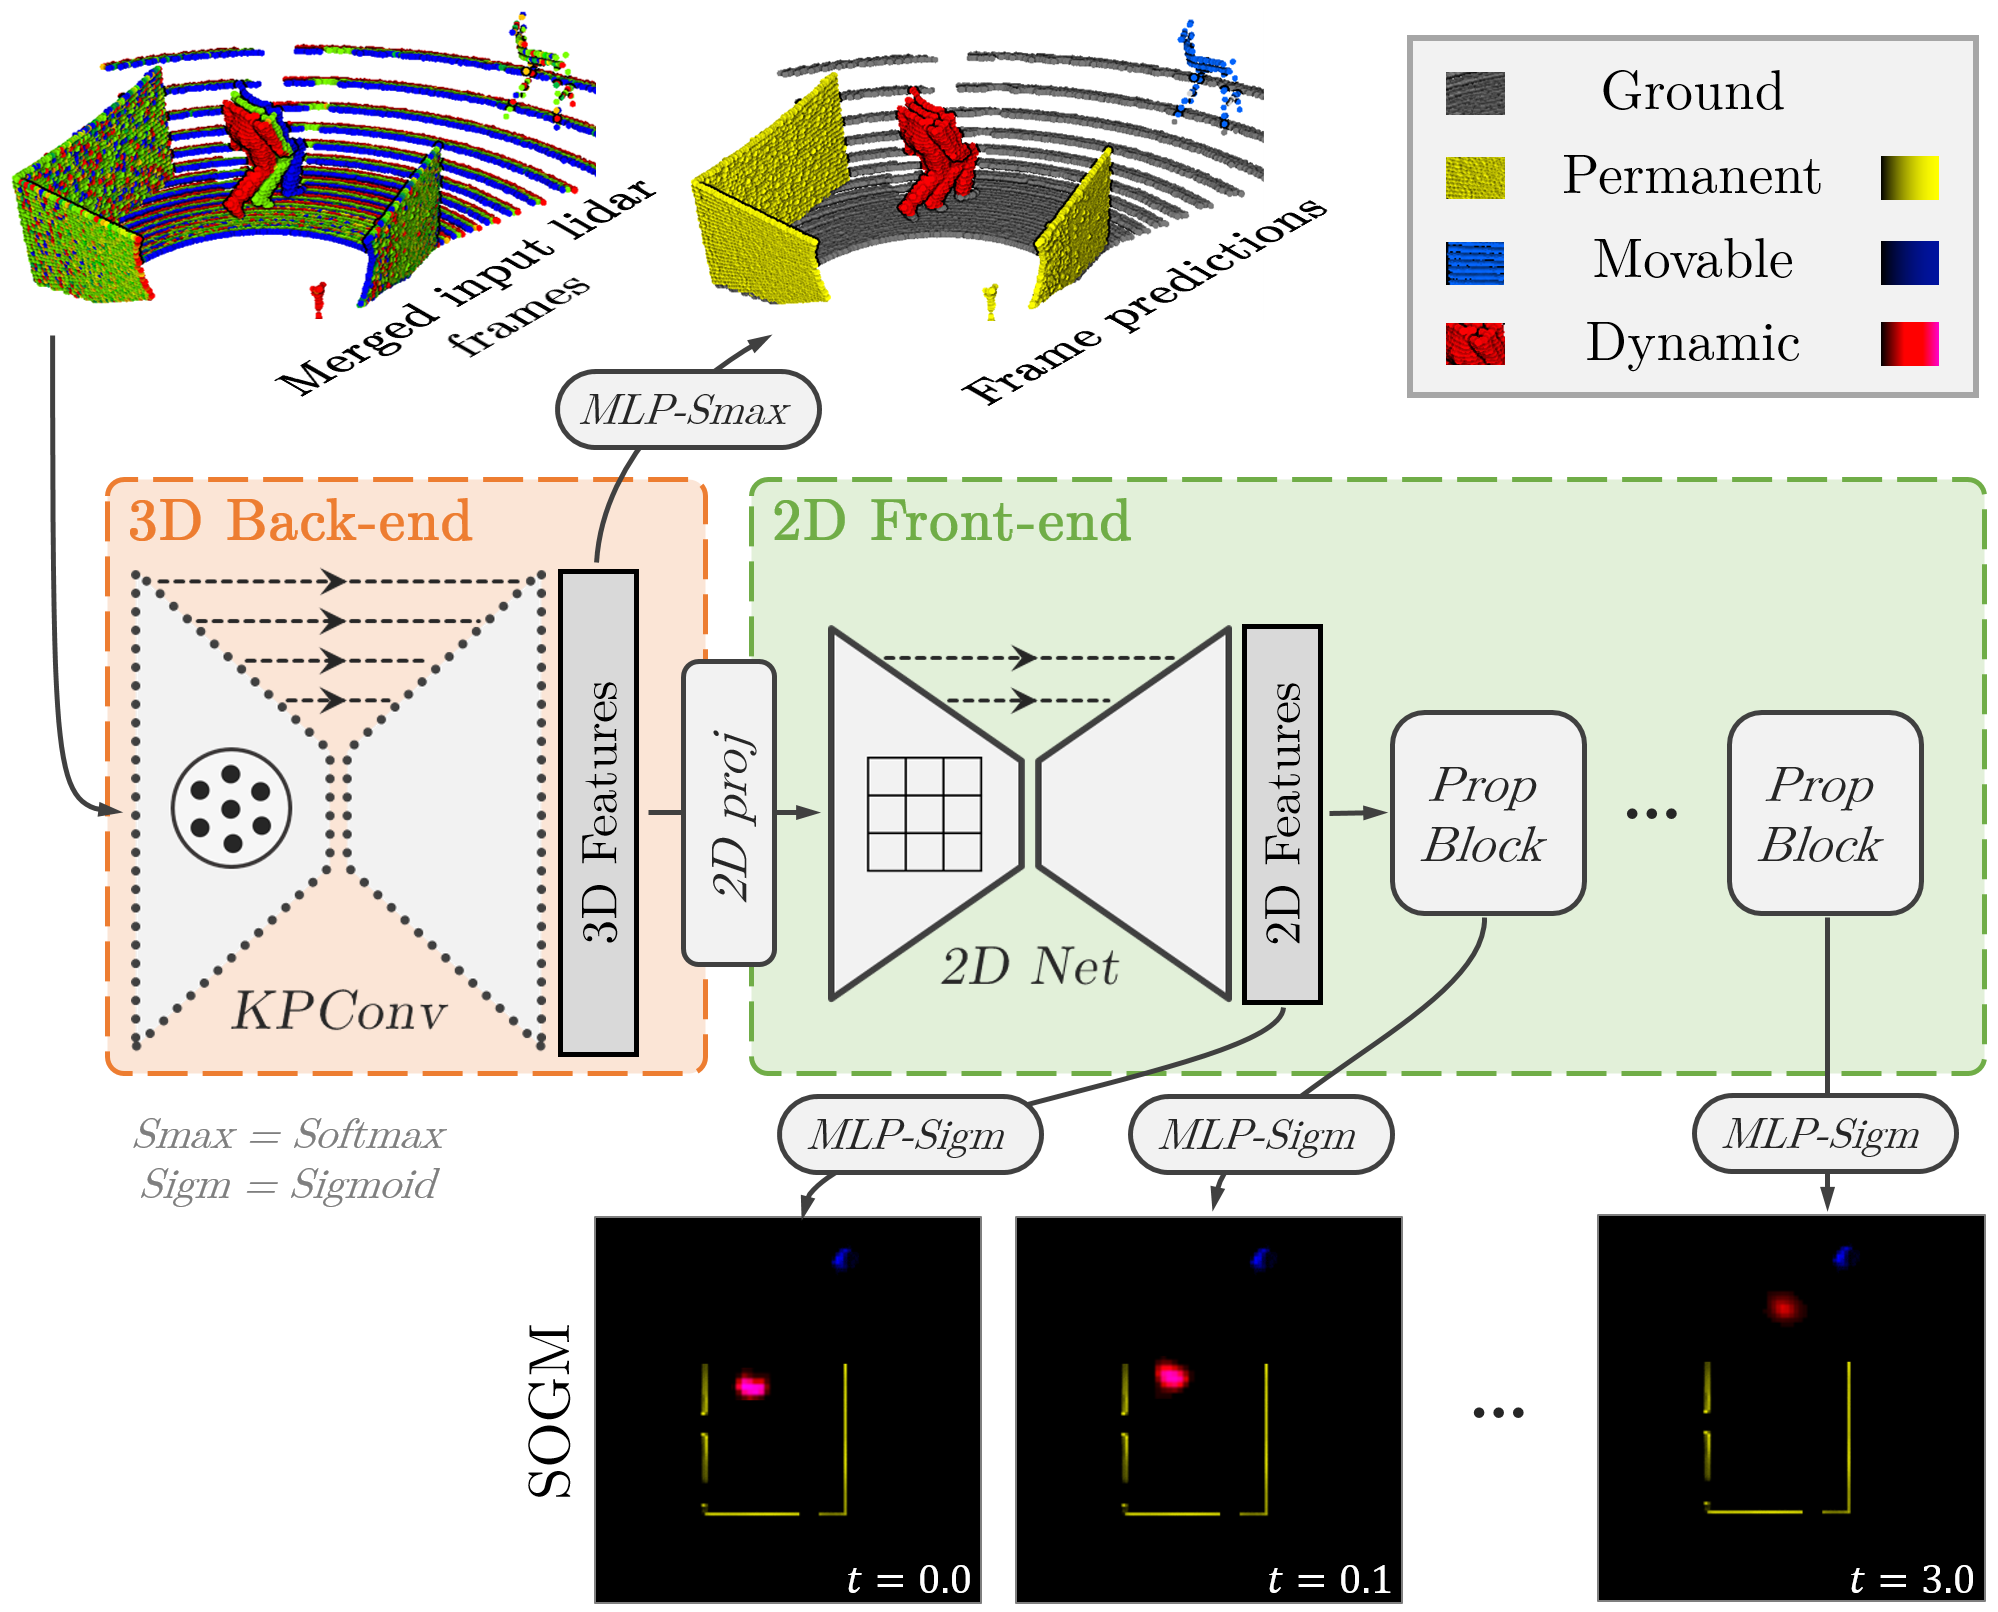 Merged input lidar
frames
Frame predictions
Ground
Permanent
Movable
Dynamic
MLP-Smax
3D Back-end
2D Front-end
KPConv
3D Features
2D proj
2D Net
2D Features
Prop
Block
...
Prop
Block
Smax = Softmax
Sigm = Sigmoid
MLP-Sigm
MLP-Sigm
MLP-Sigm
SOGM
t = 0.0
t = 0.1
...
t = 3.0